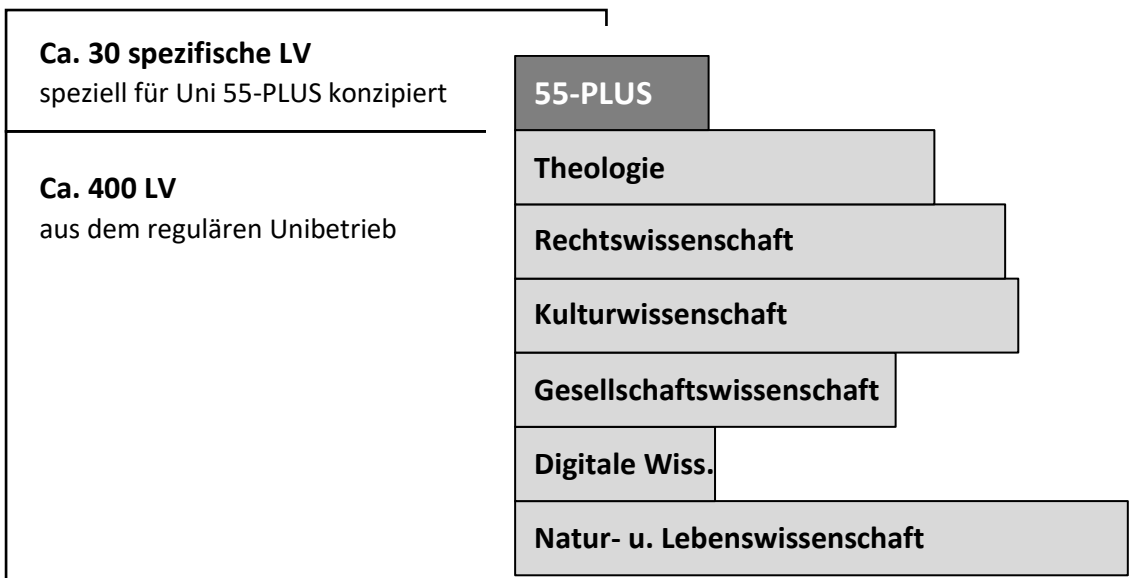 Ca. 30 spezifische LV
speziell für Uni 55-PLUS konzipiert
Ca. 400 LV
aus dem regulären Unibetrieb
55-PLUS
Theologie
Rechtswissenschaft
Kulturwissenschaft
Gesellschaftswissenschaft
Digitale Wiss.
Natur- u. Lebenswissenschaft